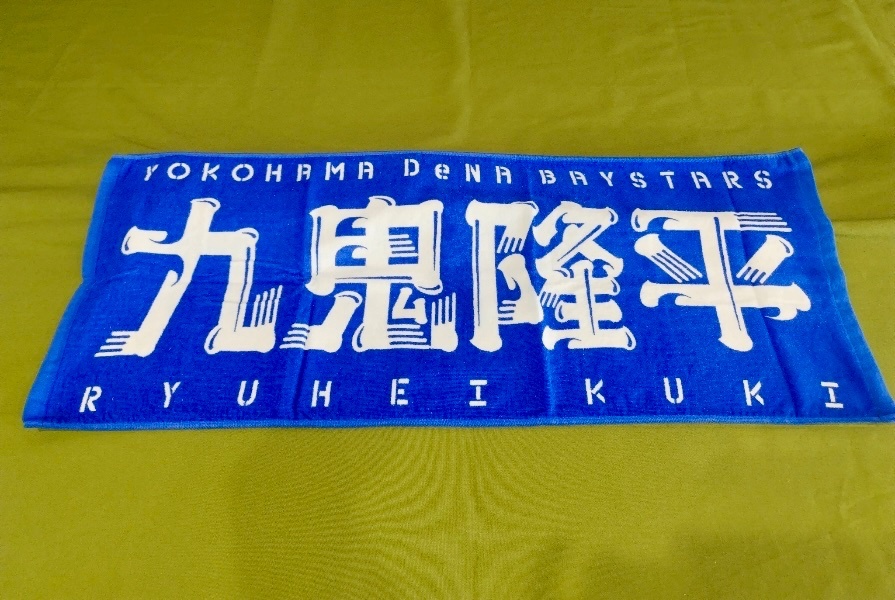 YOKOHAMA DeNA BAYSTARS
九鬼隆平
RYUHEI KUKI